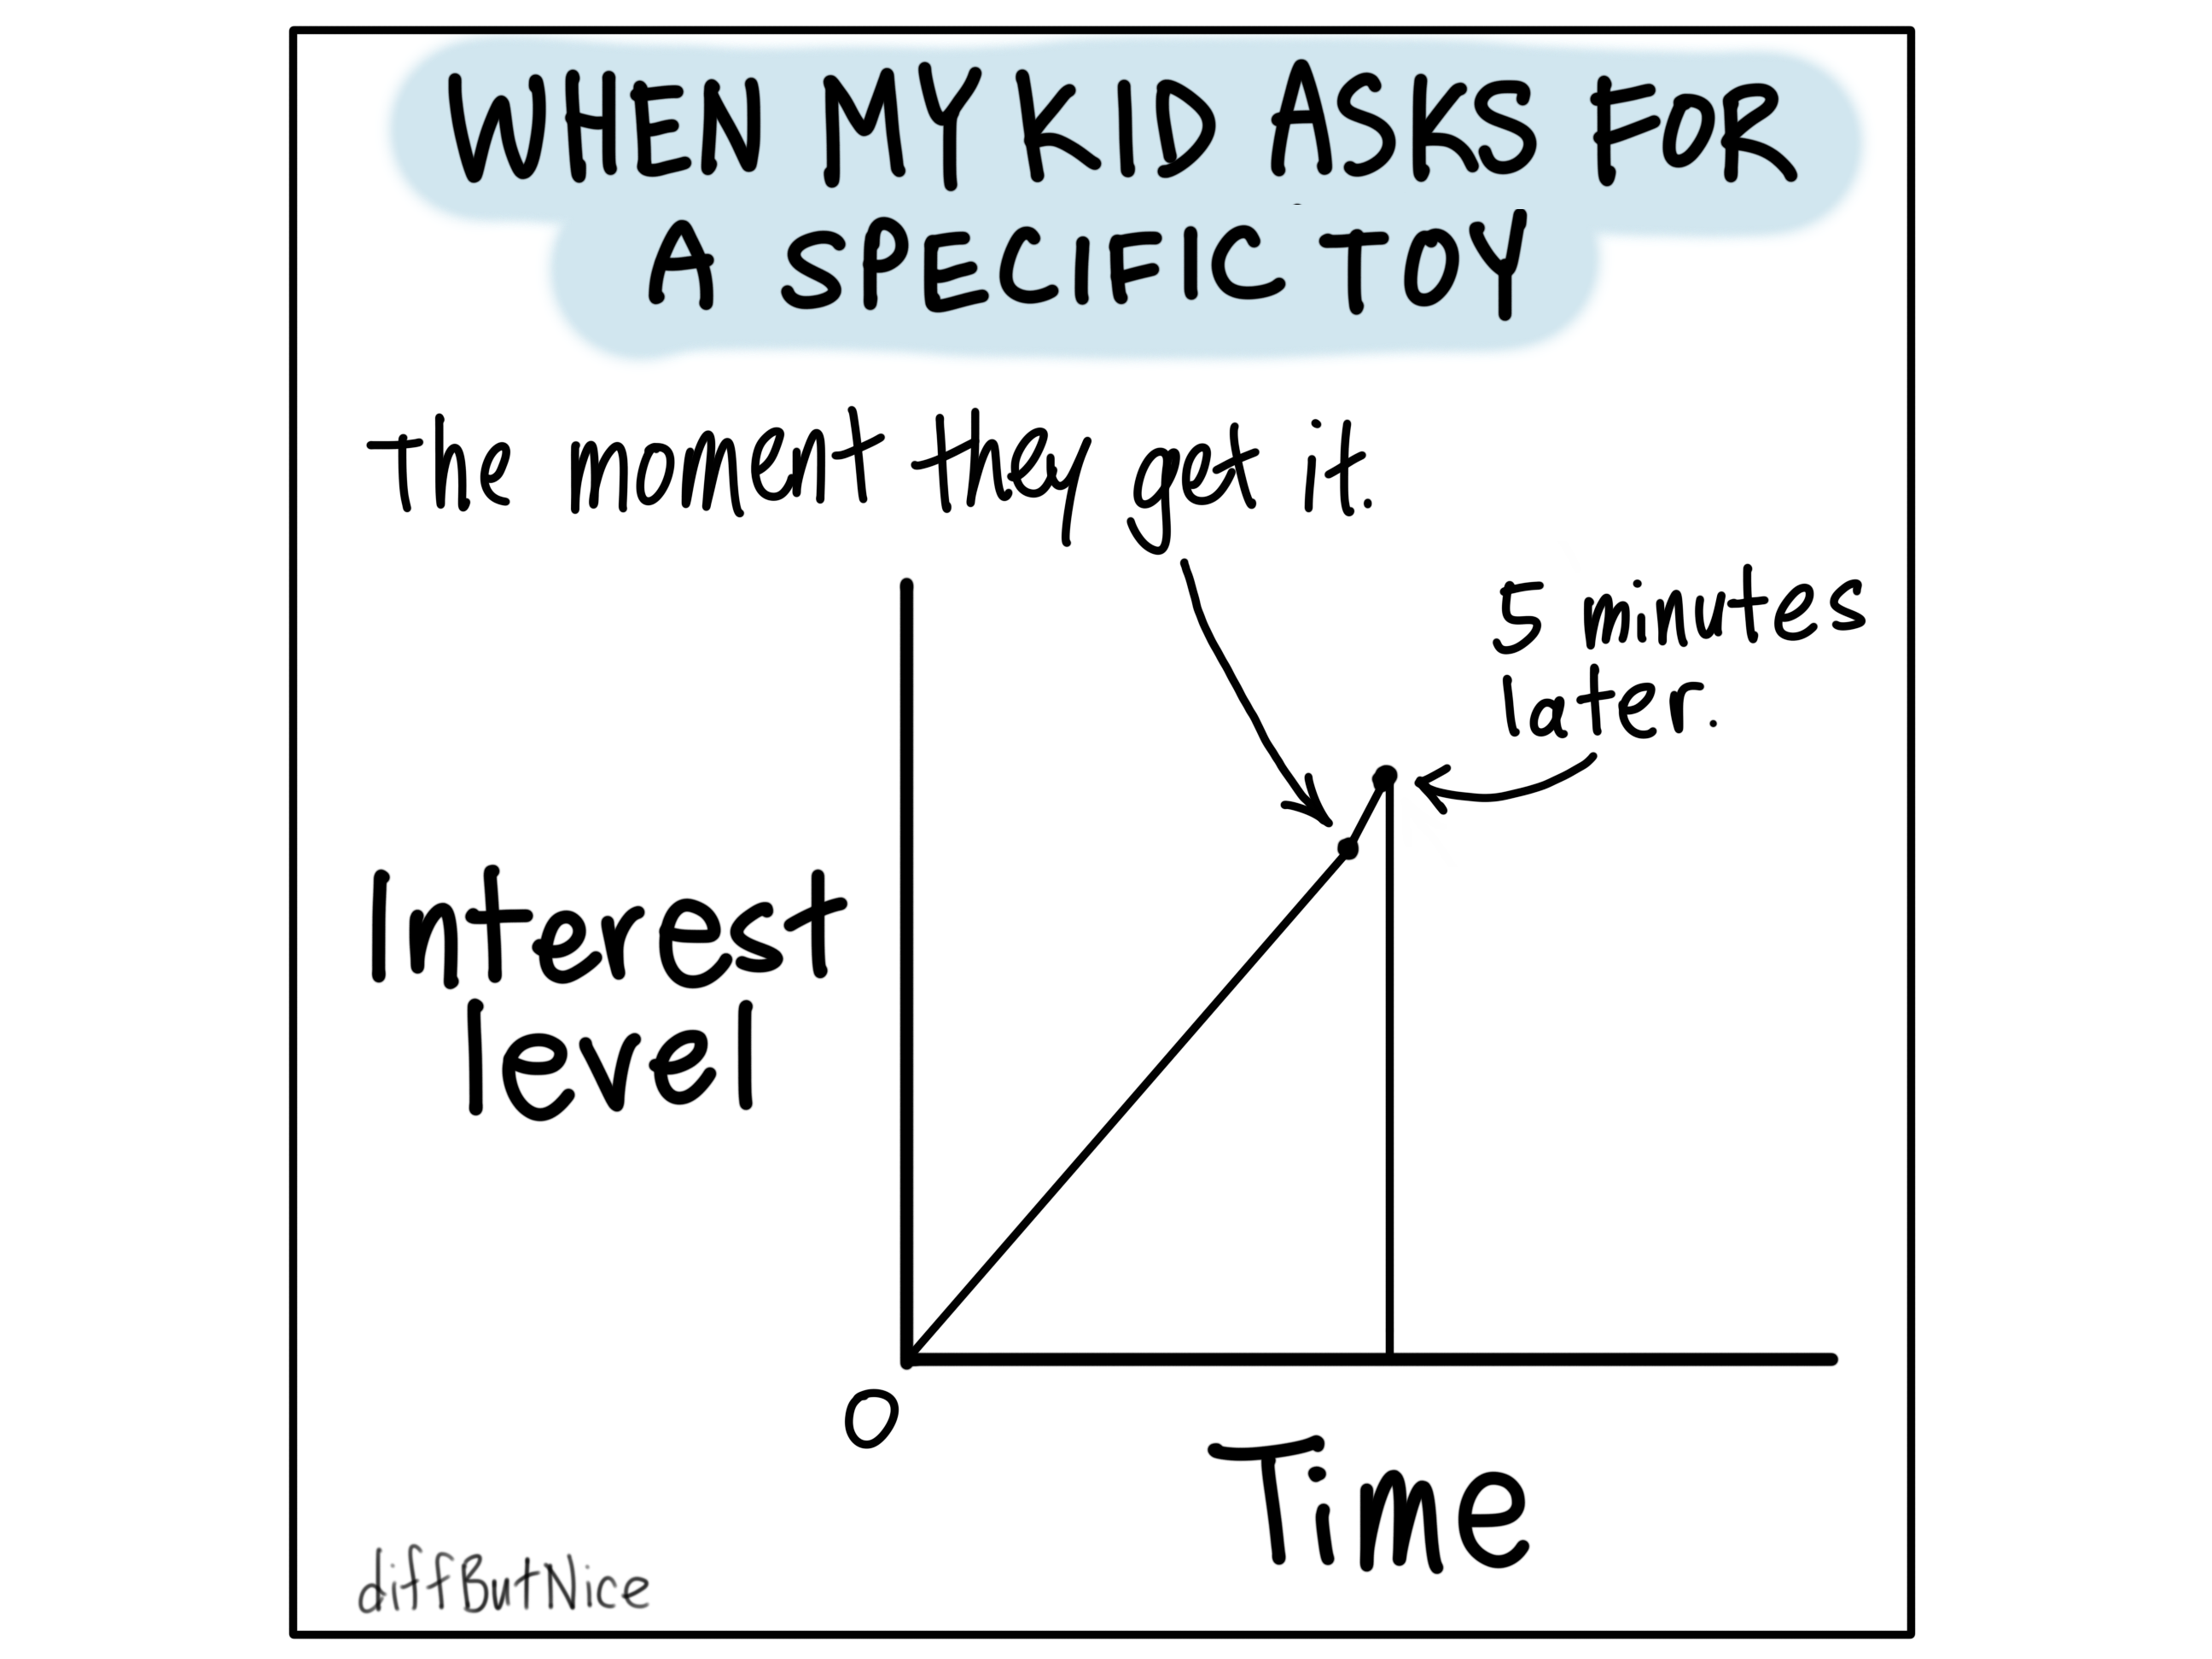 WHEN MY KID ASKS FOR
A SPECIFIC TOY
The moment they get it.
5 minutes
later.
Interest
level
0
Time
diffButNice